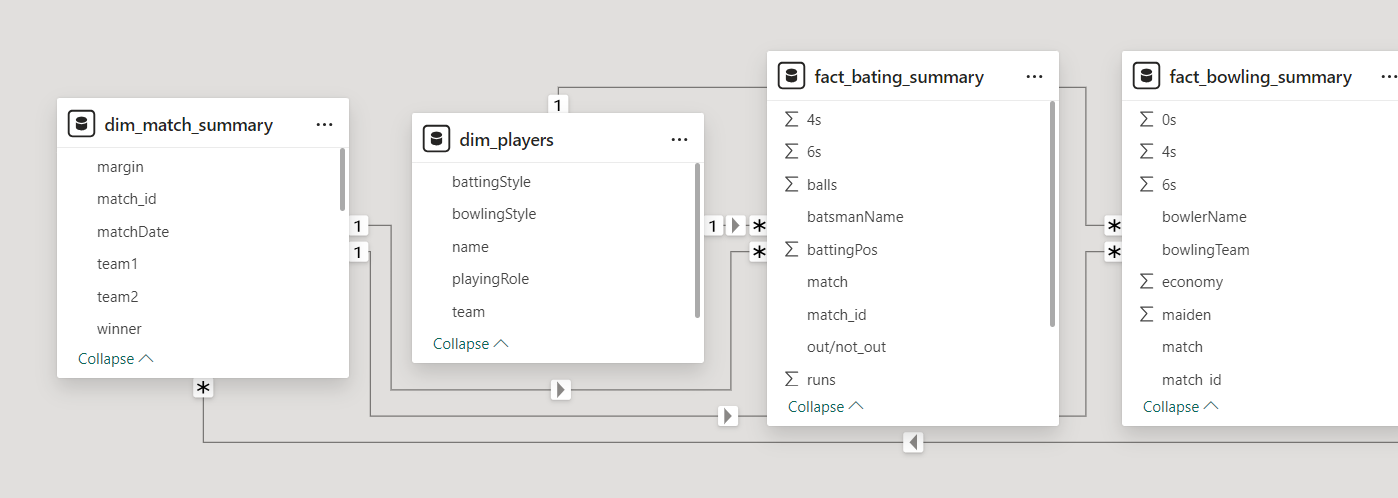 dim_match_summary
margin
match_id
matchDate
team1
team2
winner
Collapse
1
1
*
1
dim_players
battingStyle
bowlingStyle
name
playingRole
team
Collapse
1
*
*
fact_bating_summary
Σ 4s
Σ 6s
Σ balls
batsmanName
Σ battingPos
match
match_id
out/not_out
Σ runs
Collapse
*
*
fact_bowling_summary
Σ 0s
Σ 4s
Σ 6s
bowlerName
bowlingTeam
Σ economy
Σ maiden
match
match_id
Collapse